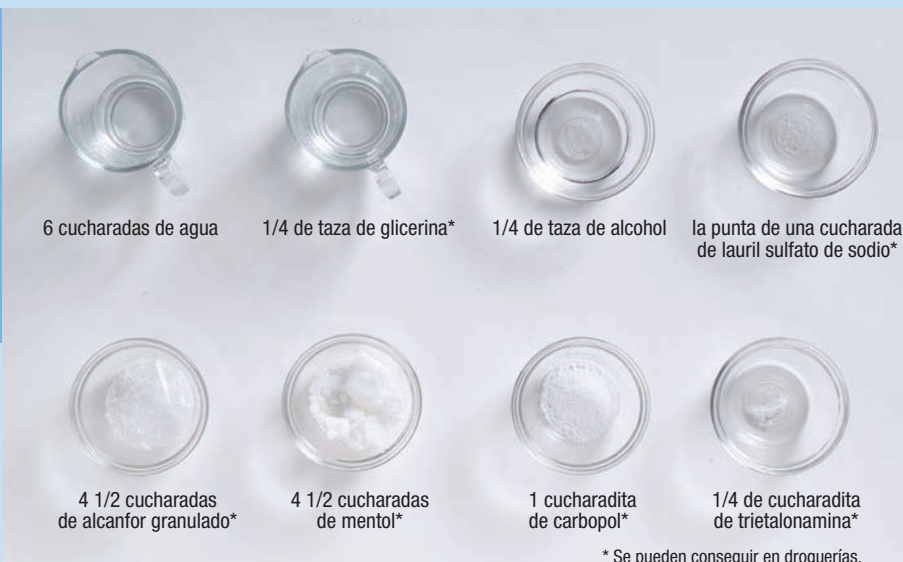 6 cucharadas de agua
1/4 de taza de glicerina*
1/4 de taza de alcohol
la punta de una cucharada
de lauril sulfato de sodio*
4 1/2 cucharadas
de alcanfor granulado*
4 1/2 cucharadas
de mentol*
1 cucharadita
de carbopol*
1/4 de cucharadita
de trietalonamina*
* Se pueden conseguir en droguerías.